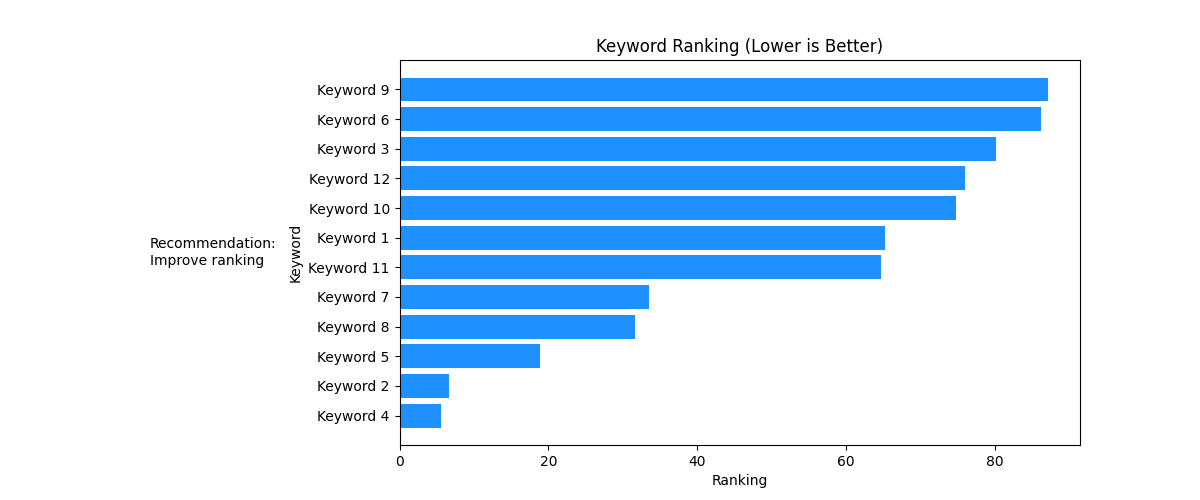 Keyword Ranking (Lower is Better)
Keyword 9
Keyword 6
Keyword 3
Keyword 12
Keyword 10
Keyword 1
Keyword 11
Keyword 7
Keyword 8
Keyword 5
Keyword 2
Keyword 4
Keyword
Recommendation:
Improve ranking
0 20 40 60 80
Ranking